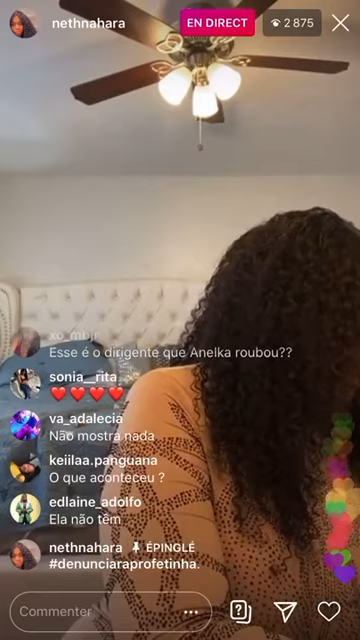 nethnahara
EN DIRECT
2 875
xo_mbjr
Esse é o dirigente que Anelka roubou??
sonia__rita
❤️❤️❤️❤️
va_adalecia
Não mostra nada
keiilaa.panguana
O que aconteceu ?
edlaine_adolfo
Ela não têm
nethnahara 📌 ÉPINGLÉ
#denunciaraprofetinha.
Commenter